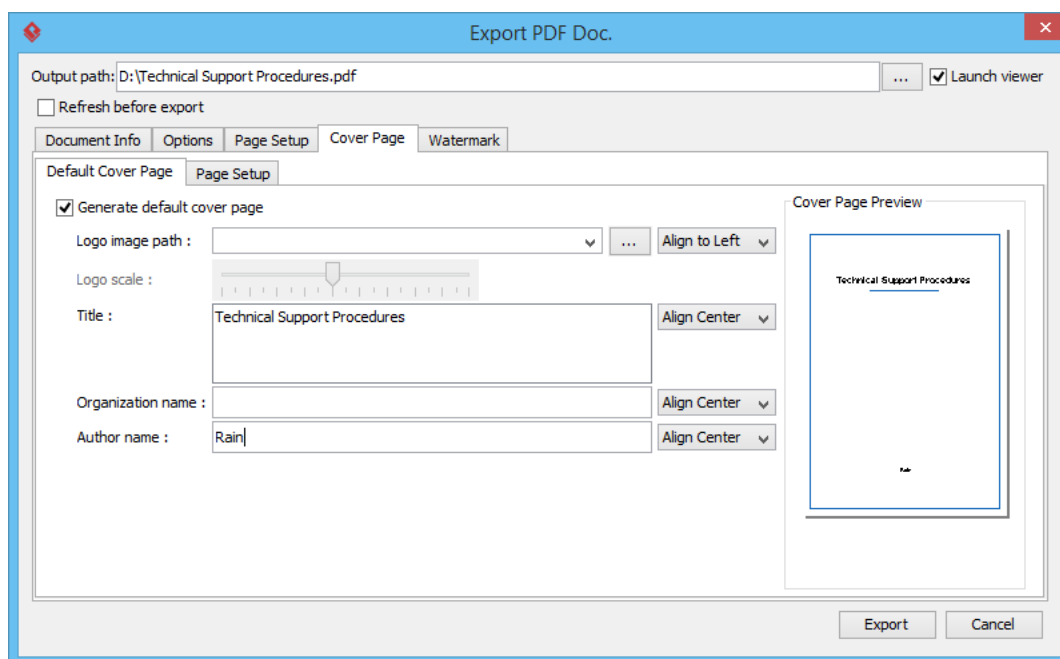 Export PDF Doc.
Output path: D:\Technical Support Procedures.pdf ... Launch viewer
Refresh before export
Document Info Options Page Setup Cover Page Watermark
Default Cover Page Page Setup
Generate default cover page
Cover Page Preview
Logo image path : ... Align to Left
Logo scale :
Title : Technical Support Procedures Align Center
Organization name : Align Center
Author name : Rain Align Center
Technical Support Procedures
Rain
Export Cancel